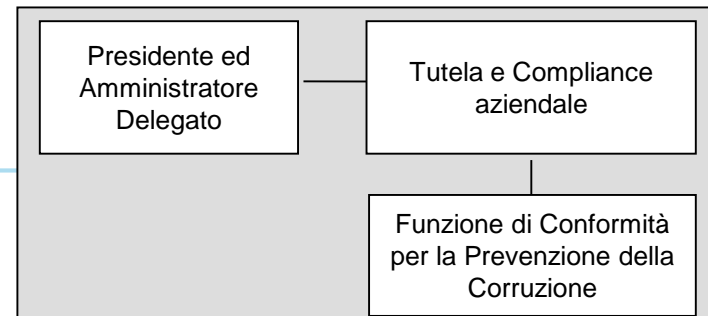 Presidente ed
Amministratore
Delegato
Tutela e Compliance
aziendale
Funzione di Conformità
per la Prevenzione della
Corruzione